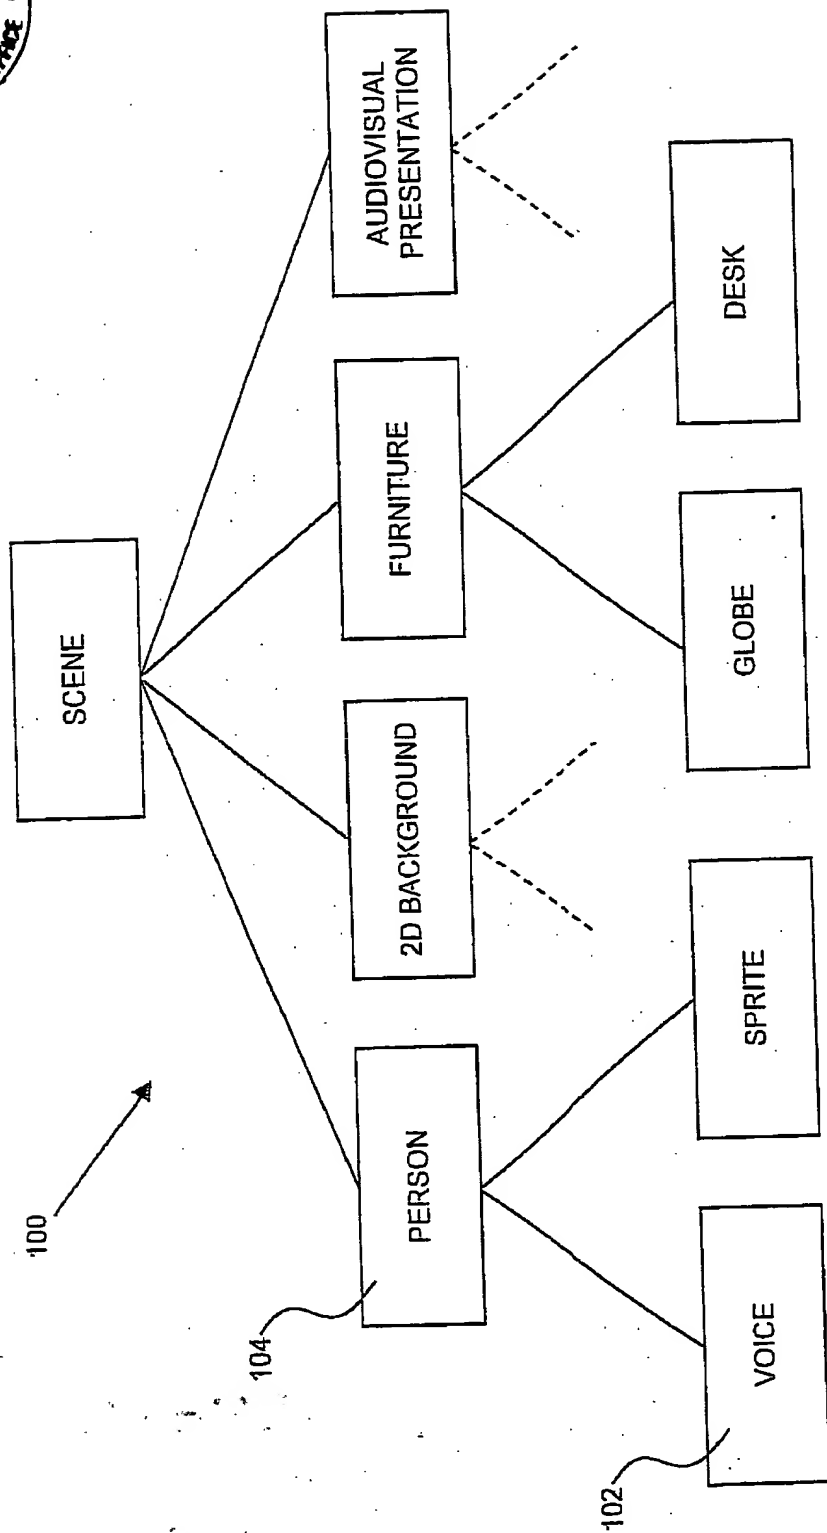 100
SCENE
104
PERSON
2D BACKGROUND
FURNITURE
AUDIOVISUAL
PRESENTATION
102
VOICE
SPRITE
GLOBE
DESK